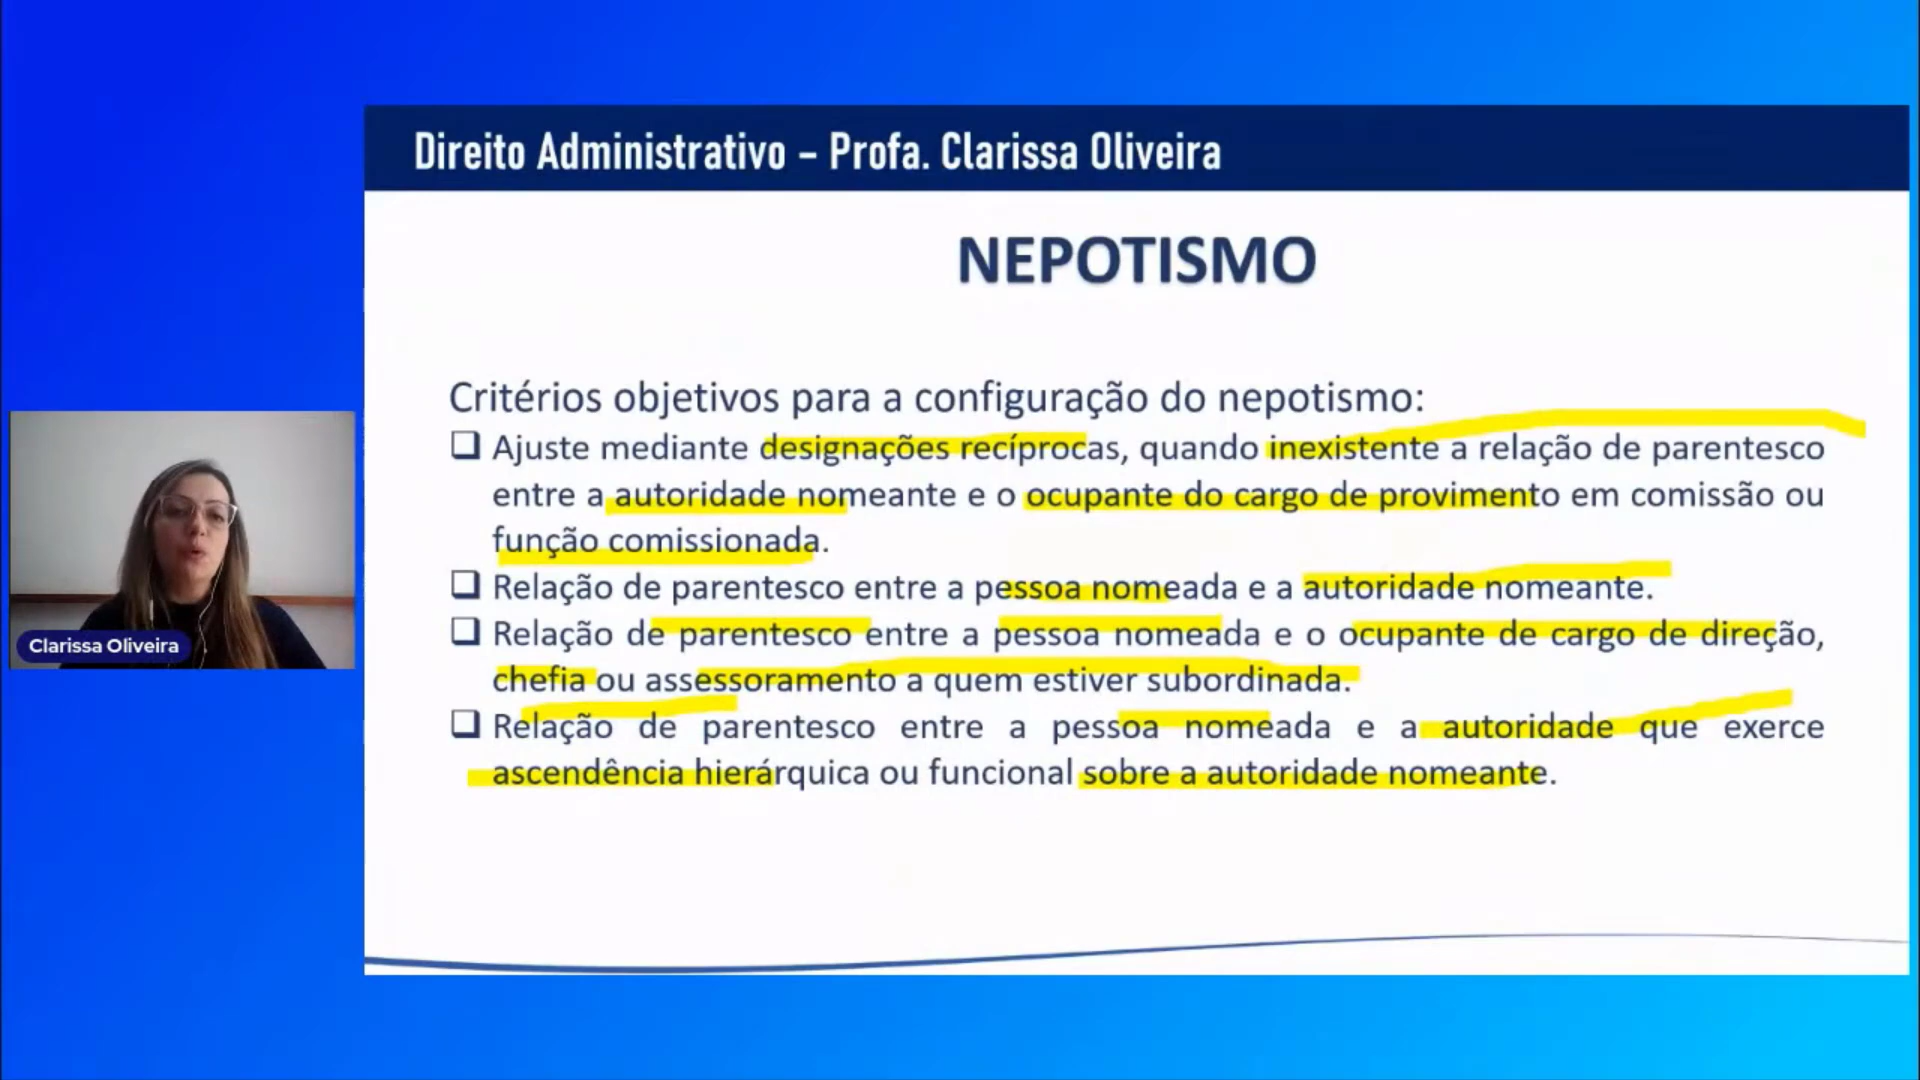 Direito Administrativo – Profa. Clarissa Oliveira
NEPOTISMO
Critérios objetivos para a configuração do nepotismo:
❑ Ajuste mediante designações recíprocas, quando inexistente a relação de parentesco
entre a autoridade nomeante e o ocupante do cargo de provimento em comissão ou
função comissionada.
❑ Relação de parentesco entre a pessoa nomeada e a autoridade nomeante.
❑ Relação de parentesco entre a pessoa nomeada e o ocupante de cargo de direção,
chefia ou assessoramento a quem estiver subordinada.
❑ Relação de parentesco entre a pessoa nomeada e a autoridade que exerce
ascendência hierárquica ou funcional sobre a autoridade nomeante.
Clarissa Oliveira